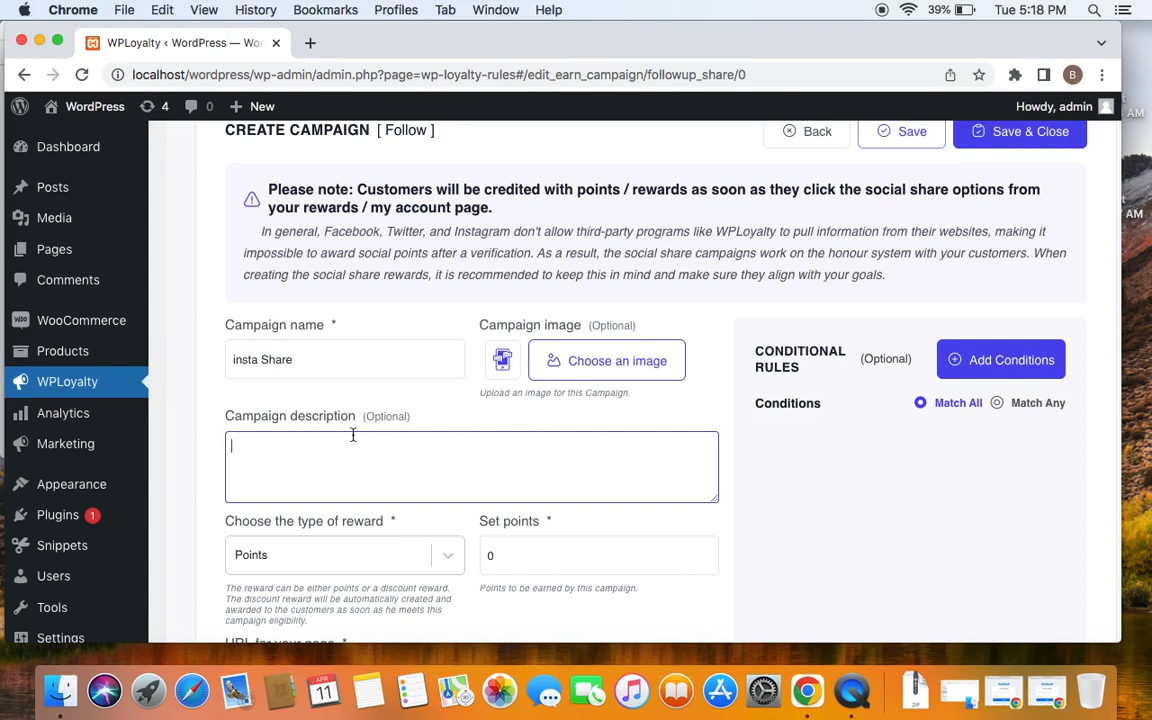 Chrome File Edit View History Bookmarks Profiles Tab Window Help 39% Tue 5:18 PM
WPLoyalty ‹ WordPress — Wor
localhost/wordpress/wp-admin/admin.php?page=wp-loyalty-rules#/edit_earn_campaign/followup_share/0 B
WordPress 4 0 New Howdy, admin
AM
AM
Dashboard
Posts
Media
Pages
Comments
WooCommerce
Products
WPLoyalty
Analytics
Marketing
Appearance
Plugins 1
Snippets
Users
Tools
Settings
CREATE CAMPAIGN [ Follow ] Back Save Save & Close
Please note: Customers will be credited with points / rewards as soon as they click the social share options from
your rewards / my account page.
In general, Facebook, Twitter, and Instagram don't allow third-party programs like WPLoyalty to pull information from their websites, making it
impossible to award social points after a verification. As a result, the social share campaigns work on the honour system with your customers. When
creating the social share rewards, it is recommended to keep this in mind and make sure they align with your goals.
Campaign name * Campaign image (Optional)
insta Share Choose an image
Upload an image for this Campaign.
CONDITIONAL RULES (Optional) Add Conditions
Conditions Match All Match Any
Campaign description (Optional)
Choose the type of reward * Set points *
Points 0
The reward can be either points or a discount reward.
The discount reward will be automatically created and
awarded to the customers as soon as he meets this
campaign eligibility.
Points to be earned by this campaign.
URL for your page *
APR
11
ZIP